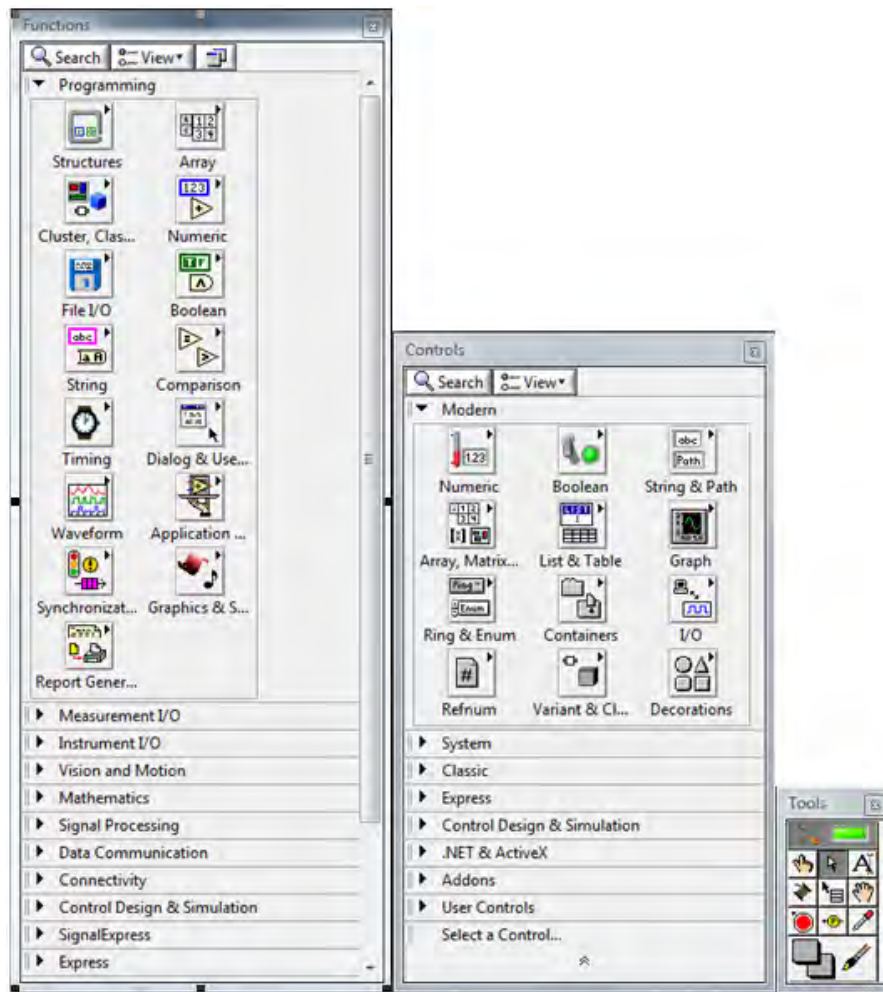 Functions
Search View
Programming
Structures Array
Cluster, Clas... Numeric
File I/O Boolean
String Comparison
Timing Dialog & Use...
Waveform Application ...
Synchronizat... Graphics & S...
Report Gener...
Measurement I/O
Instrument I/O
Vision and Motion
Mathematics
Signal Processing
Data Communication
Connectivity
Control Design & Simulation
SignalExpress
Express
Controls
Search View
Modern
Numeric Boolean String & Path
Array, Matrix... List & Table Graph
Ring & Enum Containers I/O
Refnum Variant & Cl... Decorations
System
Classic
Express
Control Design & Simulation
.NET & ActiveX
Addons
User Controls
Select a Control...
Tools